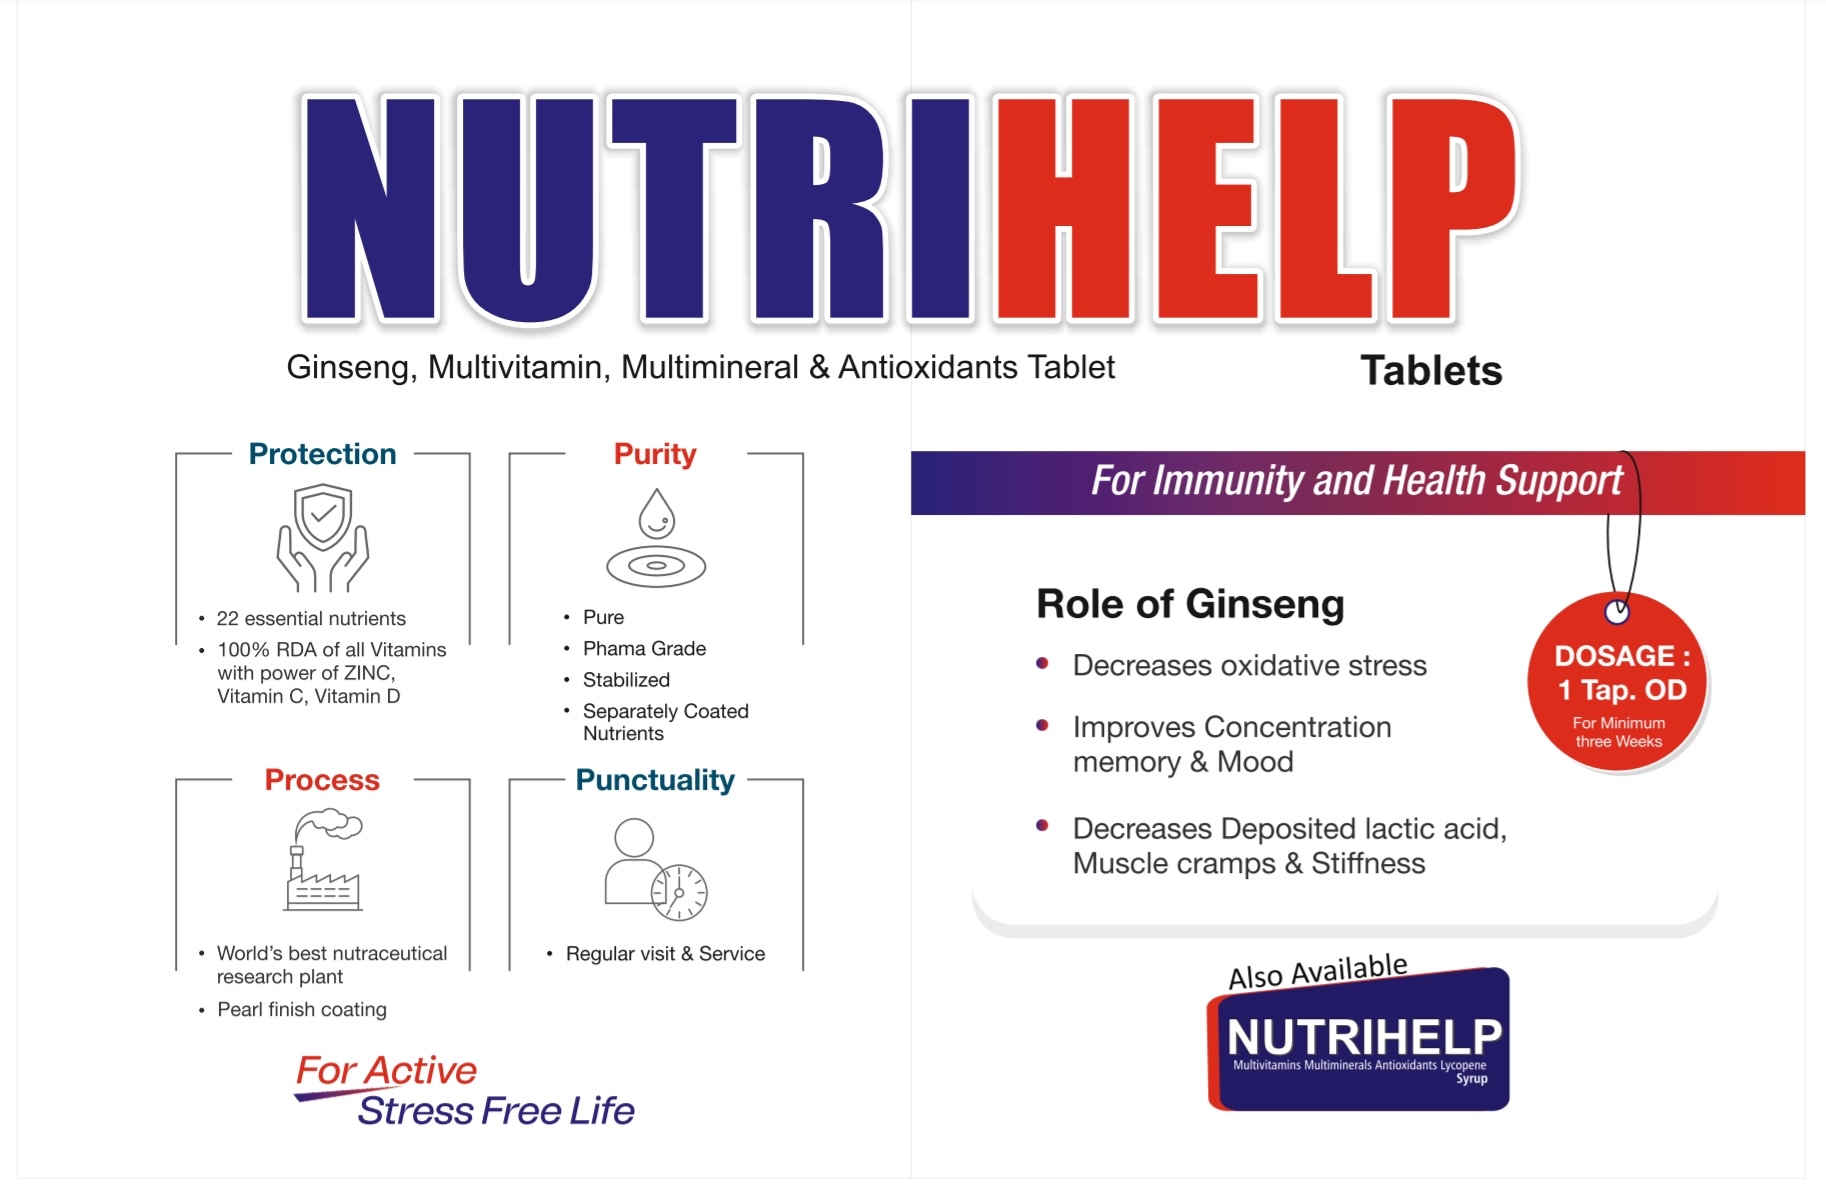 NUTRIHELP
Ginseng, Multivitamin, Multimineral & Antioxidants Tablet
Tablets
Protection
• 22 essential nutrients
• 100% RDA of all Vitamins
with power of ZINC,
Vitamin C, Vitamin D
Purity
• Pure
• Phama Grade
• Stabilized
• Separately Coated
Nutrients
Process
• World's best nutraceutical
research plant
• Pearl finish coating
Punctuality
• Regular visit & Service
For Active
Stress Free Life
For Immunity and Health Support
Role of Ginseng
• Decreases oxidative stress
• Improves Concentration
memory & Mood
• Decreases Deposited lactic acid,
Muscle cramps & Stiffness
DOSAGE :
1 Tap. OD
For Minimum
three Weeks
Also Available
NUTRIHELP
Multivitamins Multiminerals Antioxidants Lycopene
Syrup